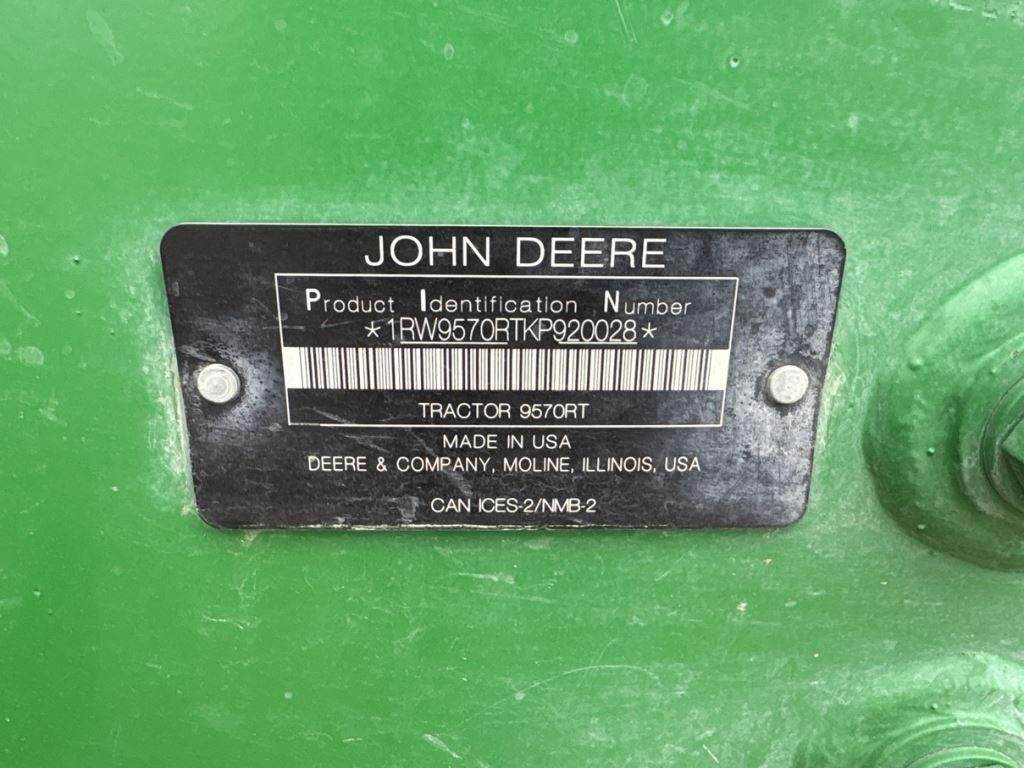 JOHN DEERE
Product Identification Number
*1RW9570RTKP920028*
TRACTOR 9570RT
MADE IN USA
DEERE & COMPANY, MOLINE, ILLINOIS, USA
CAN ICES-2/NMB-2